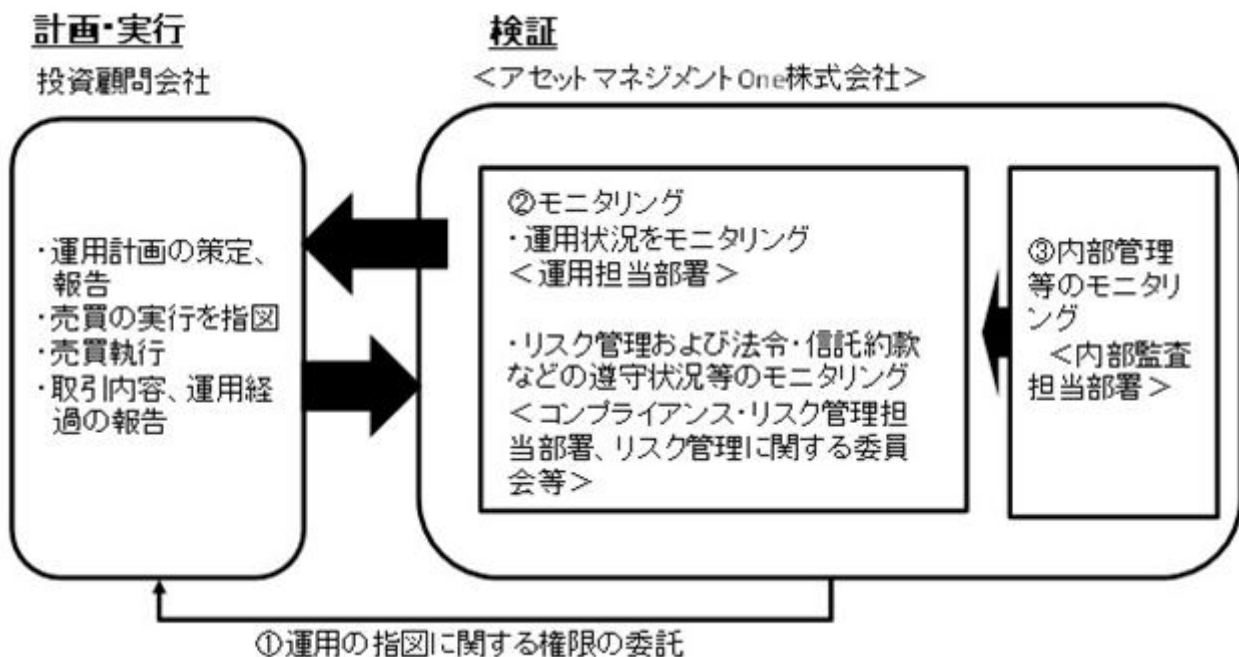 計画・実行
投資顧問会社
・運用計画の策定、
報告
・売買の実行を指図
・売買執行
・取引内容、運用経
過の報告
検証
＜アセットマネジメントOne株式会社＞
②モニタリング
・運用状況をモニタリング
＜運用担当部署＞
・リスク管理および法令・信託約款
などの遵守状況等のモニタリング
＜コンプライアンス・リスク管理担
当部署、リスク管理に関する委員
会等＞
③内部管理
等のモニタリ
ング
＜内部監査
担当部署＞
①運用の指図に関する権限の委託